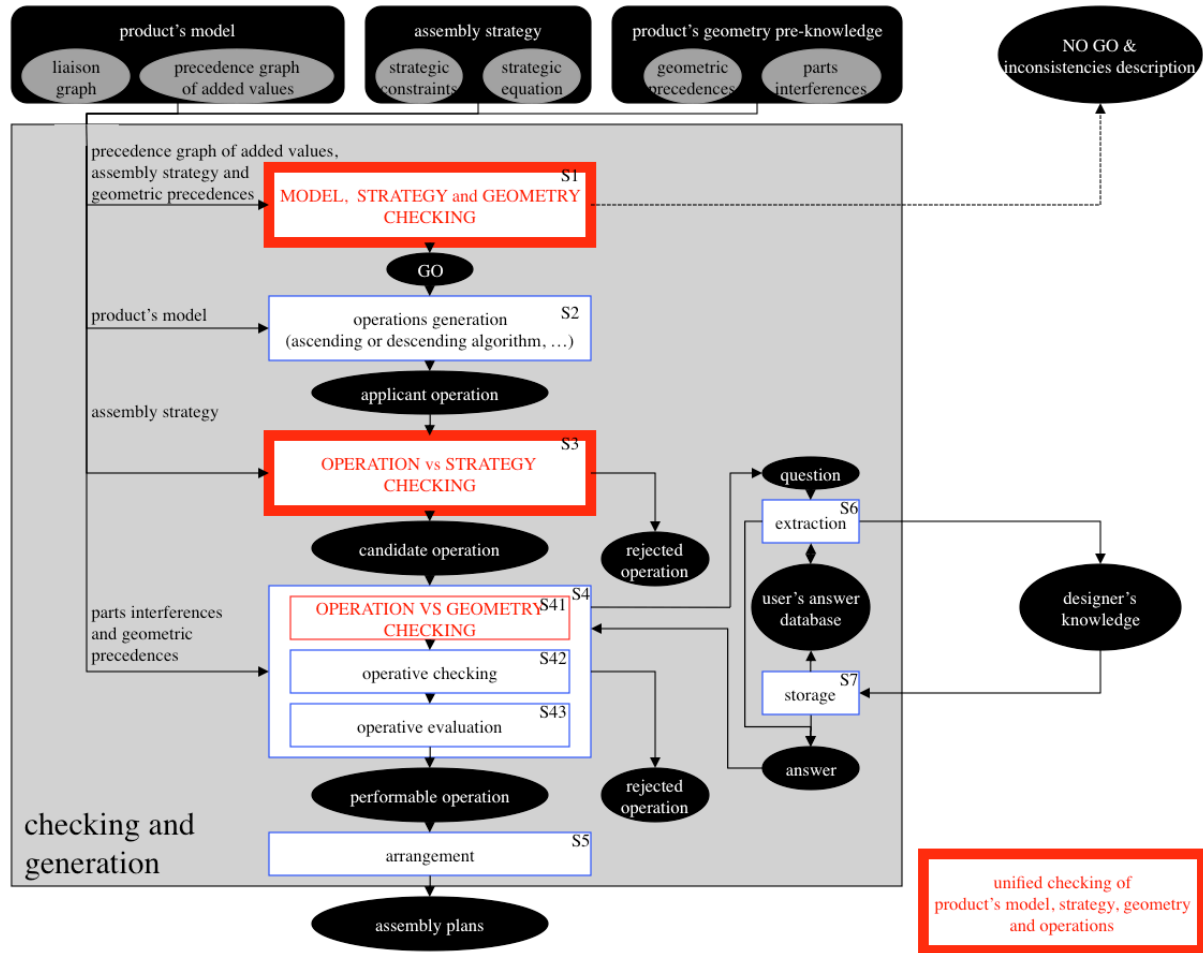 product's model
liaison
graph
precedence graph
of added values
assembly strategy
strategic
constraints
strategic
equation
product's geometry pre-knowledge
geometric
precedences
parts
interferences
NO GO &
inconsistencies description
precedence graph of added values,
assembly strategy and
geometric precedences
S1
MODEL, STRATEGY and GEOMETRY
CHECKING
GO
product's model
S2
operations generation
(ascending or descending algorithm, …)
applicant operation
assembly strategy
S3
OPERATION vs STRATEGY
CHECKING
candidate operation
rejected
operation
question
S6
extraction
user's answer
database
designer's
knowledge
S7
storage
answer
parts interferences
and geometric
precedences
S4
S41
OPERATION VS GEOMETRY
CHECKING
S42
operative checking
S43
operative evaluation
rejected
operation
performable operation
S5
arrangement
checking and
generation
assembly plans
unified checking of
product's model, strategy, geometry
and operations